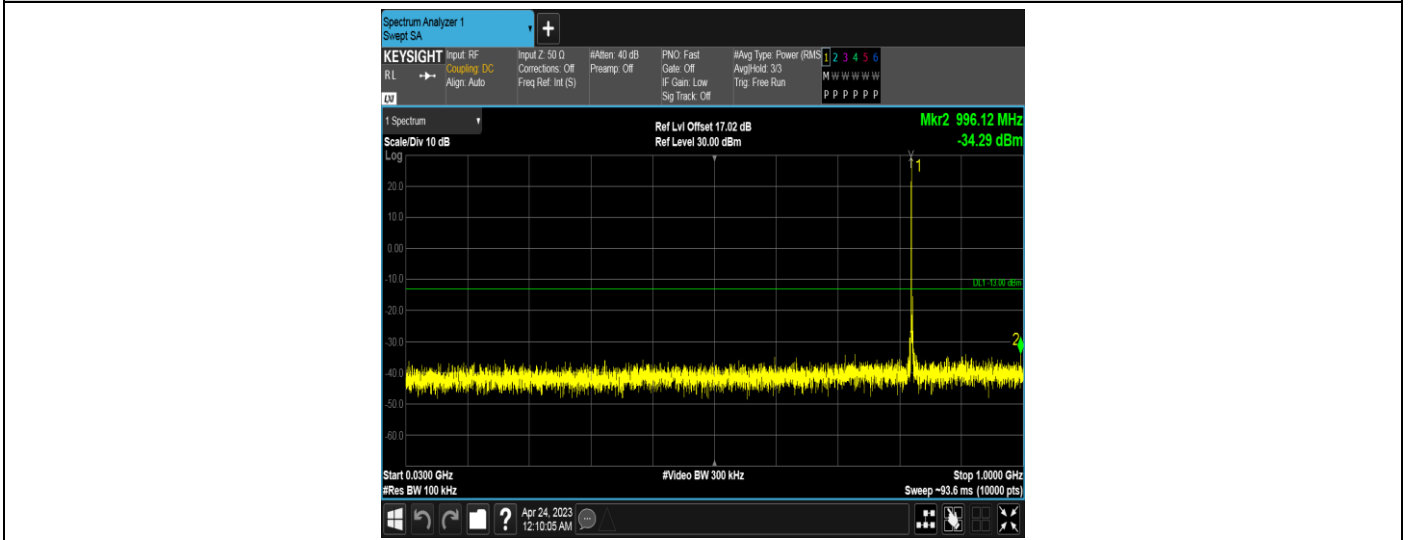 Spectrum Analyzer 1
Swept SA
+
KEYSIGHT
RL
LXI
Input: RF
Coupling: DC
Align: Auto
Input Z: 50 Ω
Corrections: Off
Freq Ref: Int (S)
#Atten: 40 dB
Preamp: Off
PNO: Fast
Gate: Off
IF Gain: Low
Sig Track: Off
#Avg Type: Power (RMS
Avg|Hold: 3/3
Trig: Free Run
1 2 3 4 5 6
M W W W W W
P P P P P P
1 Spectrum
Scale/Div 10 dB
Log
Ref Lvl Offset 17.02 dB
Ref Level 30.00 dBm
Mkr2 996.12 MHz
-34.29 dBm
1
20.0
10.0
0.00
-10.0
DL1 -13.00 dBm
-20.0
-30.0
2
-40.0
-50.0
-60.0
Start 0.0300 GHz
#Res BW 100 kHz
#Video BW 300 kHz
Stop 1.0000 GHz
Sweep ~93.6 ms (10000 pts)
?
Apr 24, 2023
12:10:05 AM